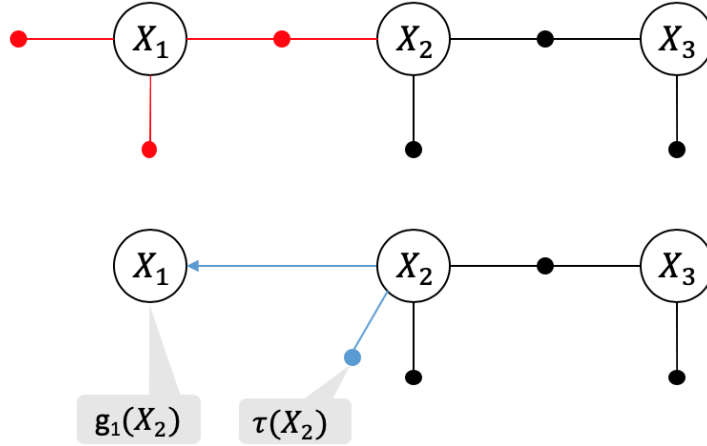 X₁ X₂ X₃
X₁ X₂ X₃
g₁(X₂) τ(X₂)